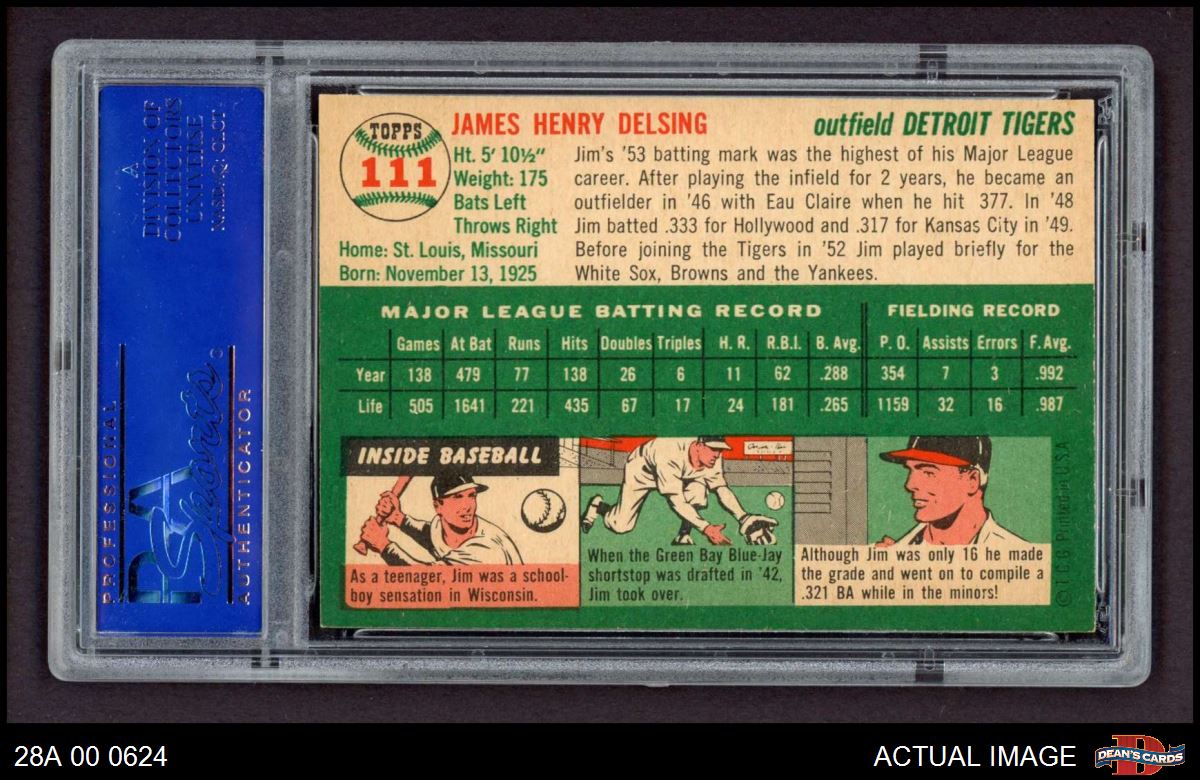 A
DIVISION OF
COLLECTORS
UNIVERSE
NASDAQ: CLCT
PROFESSIONAL
PSA
Sports
AUTHENTICATOR
TOPPS
111
JAMES HENRY DELSING
outfield DETROIT TIGERS
Ht. 5' 10½"
Weight: 175
Bats Left
Throws Right
Home: St. Louis, Missouri
Born: November 13, 1925
Jim's '53 batting mark was the highest of his Major League
career. After playing the infield for 2 years, he became an
outfielder in '46 with Eau Claire when he hit 377. In '48
Jim batted .333 for Hollywood and .317 for Kansas City in '49.
Before joining the Tigers in '52 Jim played briefly for the
White Sox, Browns and the Yankees.
MAJOR LEAGUE BATTING RECORD FIELDING RECORD
Games At Bat Runs Hits Doubles Triples H. R. R.B.I. B. Avg. P. O. Assists Errors F. Avg.
Year 138 479 77 138 26 6 11 62 .288 354 7 3 .992
Life 505 1641 221 435 67 17 24 181 .265 1159 32 16 .987
INSIDE BASEBALL
As a teenager, Jim was a school-
boy sensation in Wisconsin.
When the Green Bay Blue-Jay
shortstop was drafted in '42,
Jim took over.
Although Jim was only 16 he made
the grade and went on to compile a
.321 BA while in the minors!
© T.C.G. Printed in U.S.A.
28A 00 0624
ACTUAL IMAGE
D
DEAN'S CARDS